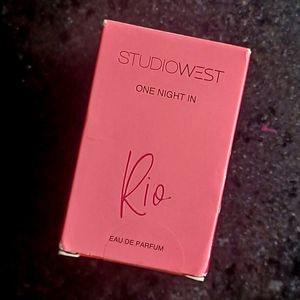 STUDIOWEST
ONE NIGHT IN
Rio
EAU DE PARFUM